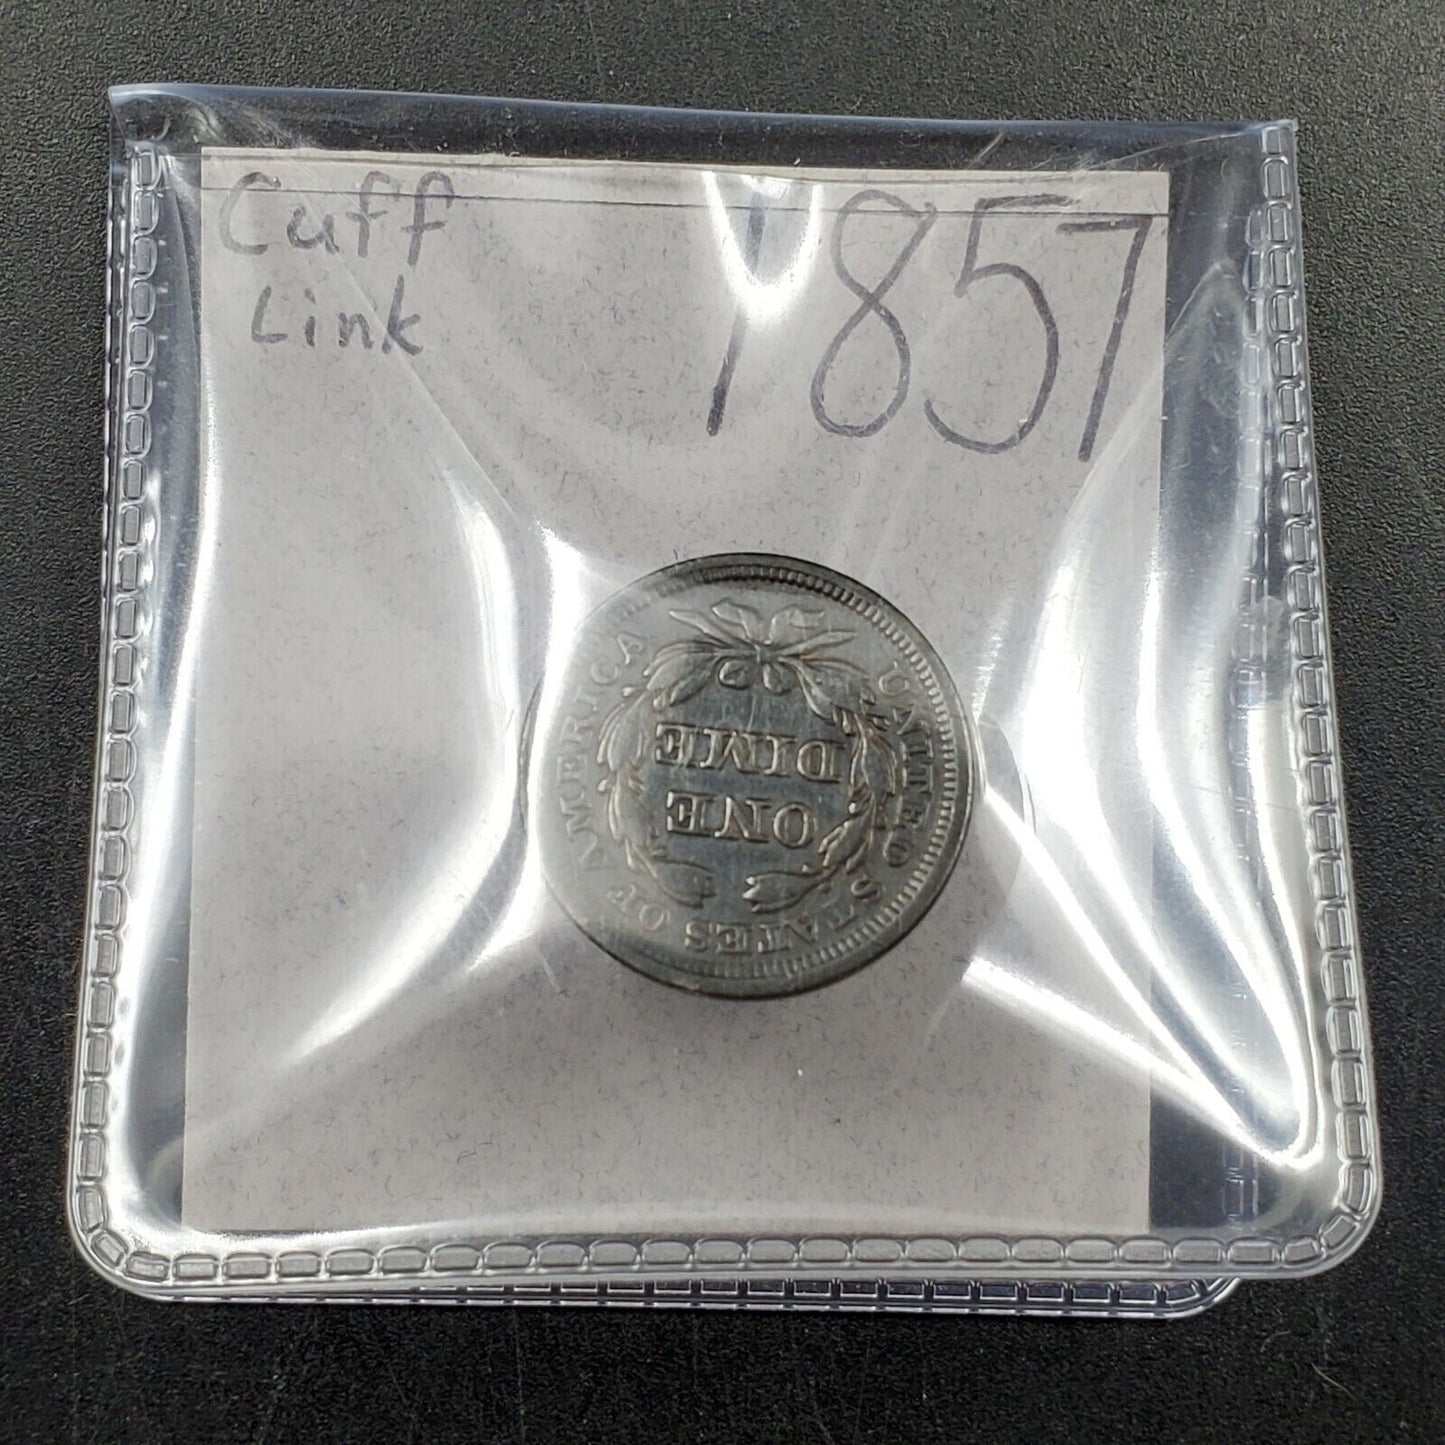 Cuff
Link
1857
UNITED STATES OF AMERICA
ONE
DIME